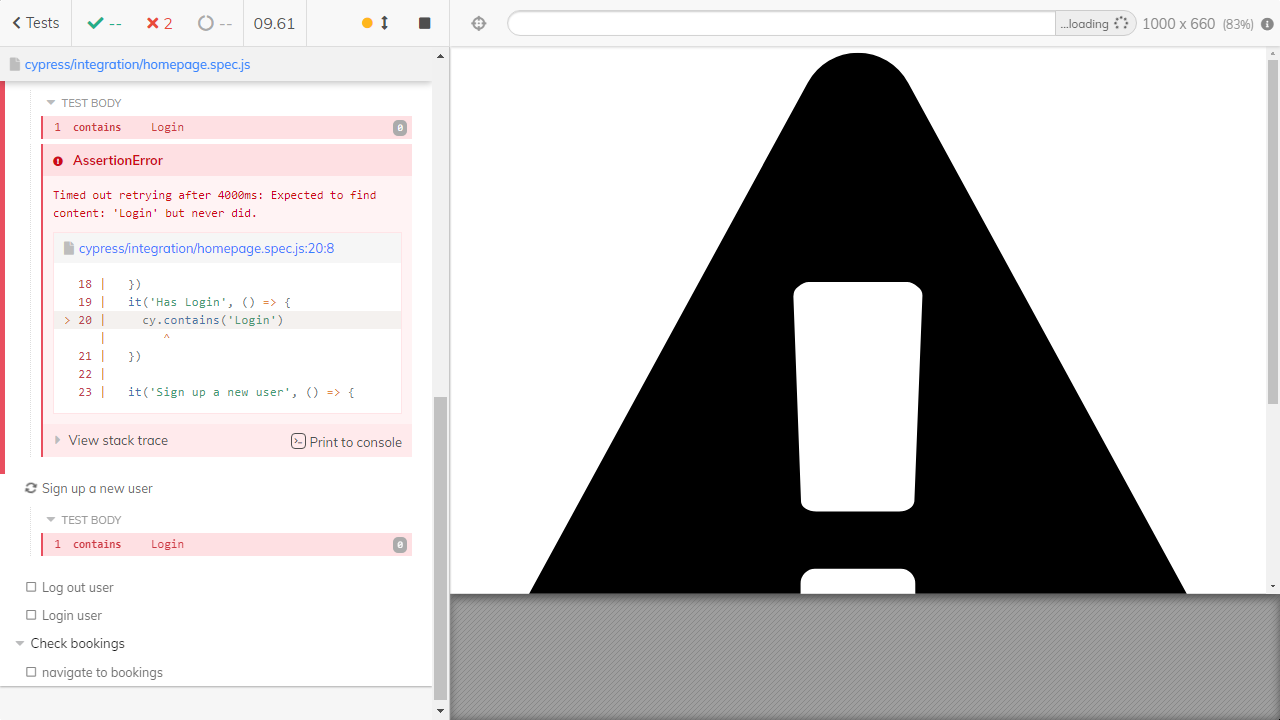 Tests
--
2
--
09.61
...loading
1000 x 660 (83%)
cypress/integration/homepage.spec.js
TEST BODY
1 contains Login 0
AssertionError
Timed out retrying after 4000ms: Expected to find
content: 'Login' but never did.
cypress/integration/homepage.spec.js:20:8
18 | })
19 | it('Has Login', () => {
> 20 | cy.contains('Login')
| ^
21 | })
22 |
23 | it('Sign up a new user', () => {
View stack trace
Print to console
Sign up a new user
TEST BODY
1 contains Login 0
Log out user
Login user
Check bookings
navigate to bookings